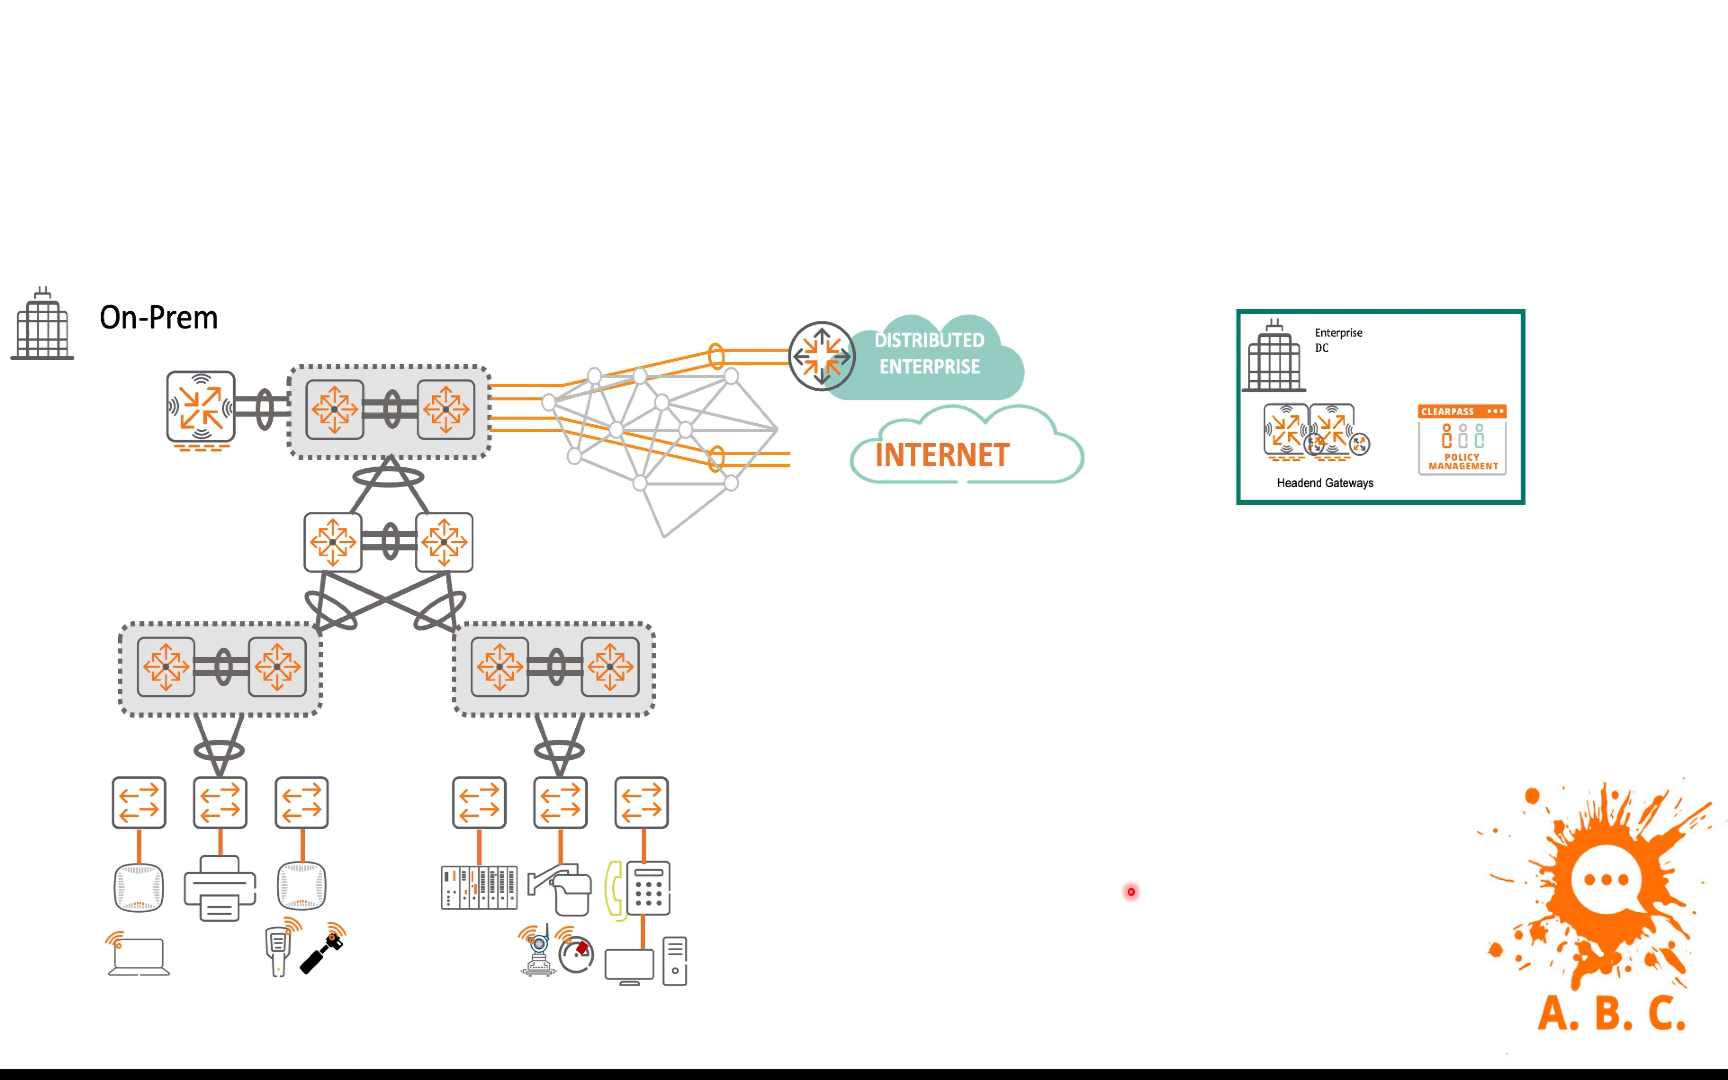 On-Prem
DISTRIBUTED
ENTERPRISE
INTERNET
Enterprise
DC
CLEARPASS
POLICY
MANAGEMENT
Headend Gateways
A. B. C.